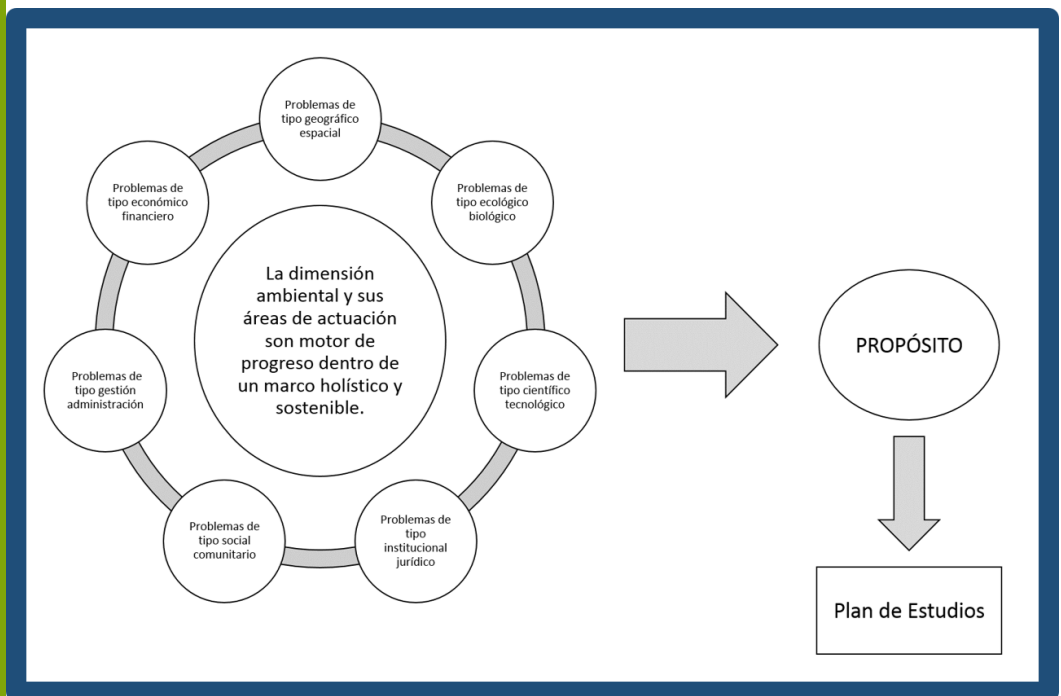 Problemas de
tipo geográfico
espacial
Problemas de
tipo económico
financiero
Problemas de
tipo ecológico
biológico
La dimensión
ambiental y sus
áreas de actuación
son motor de
progreso dentro de
un marco holístico y
sostenible.
PROPÓSITO
Problemas de
tipo gestión
administración
Problemas de
tipo científico
tecnológico
Problemas de
tipo social
comunitario
Problemas de
tipo
institucional
jurídico
Plan de Estudios